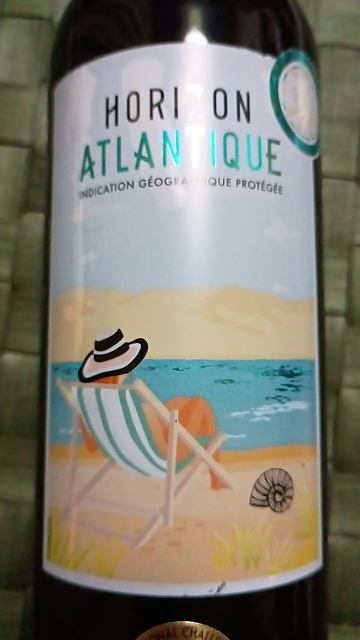 HORIZON
ATLANTIQUE
INDICATION GÉOGRAPHIQUE PROTÉGÉE